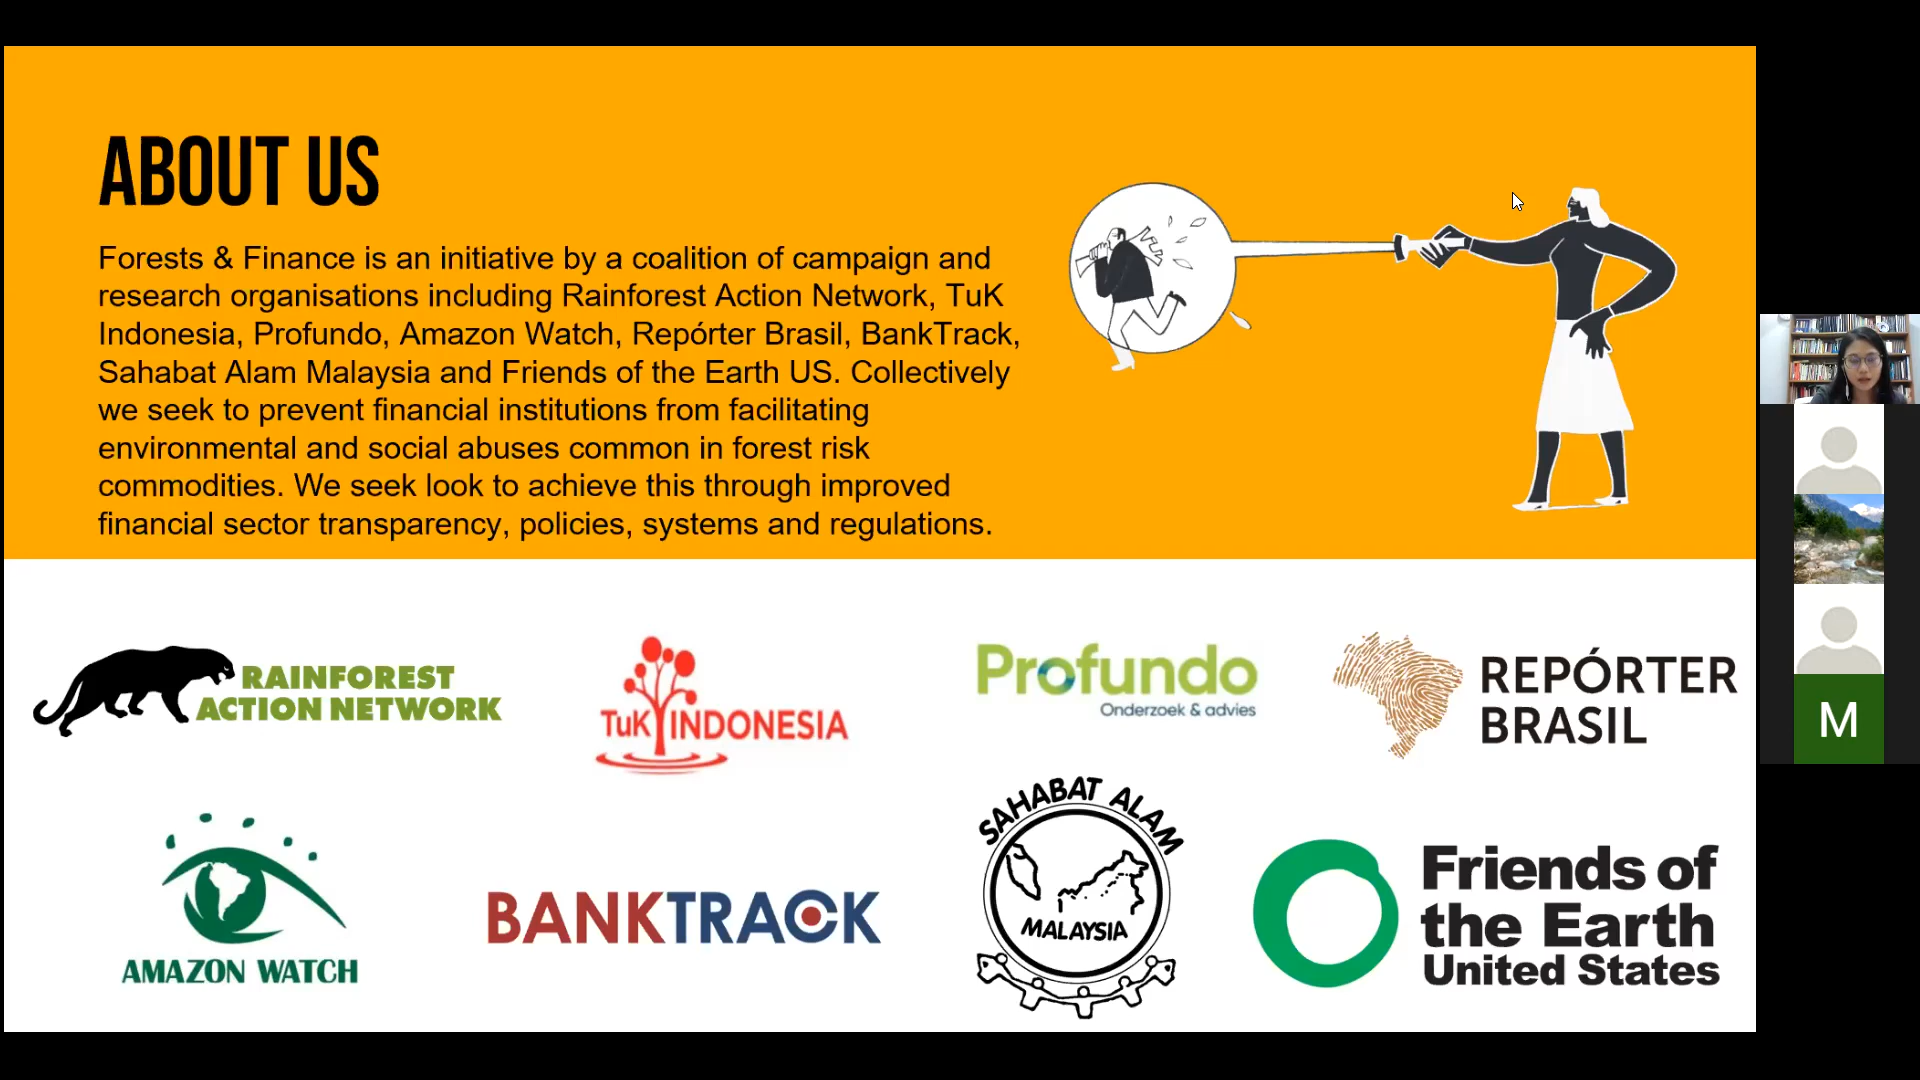 ABOUT US
Forests & Finance is an initiative by a coalition of campaign and
research organisations including Rainforest Action Network, TuK
Indonesia, Profundo, Amazon Watch, Repórter Brasil, BankTrack,
Sahabat Alam Malaysia and Friends of the Earth US. Collectively
we seek to prevent financial institutions from facilitating
environmental and social abuses common in forest risk
commodities. We seek look to achieve this through improved
financial sector transparency, policies, systems and regulations.
RAINFOREST
ACTION NETWORK
TuK INDONESIA
Profundo
Onderzoek & advies
REPÓRTER
BRASIL
AMAZON WATCH
BANKTRACK
SAHABAT ALAM
MALAYSIA
Friends of
the Earth
United States
M